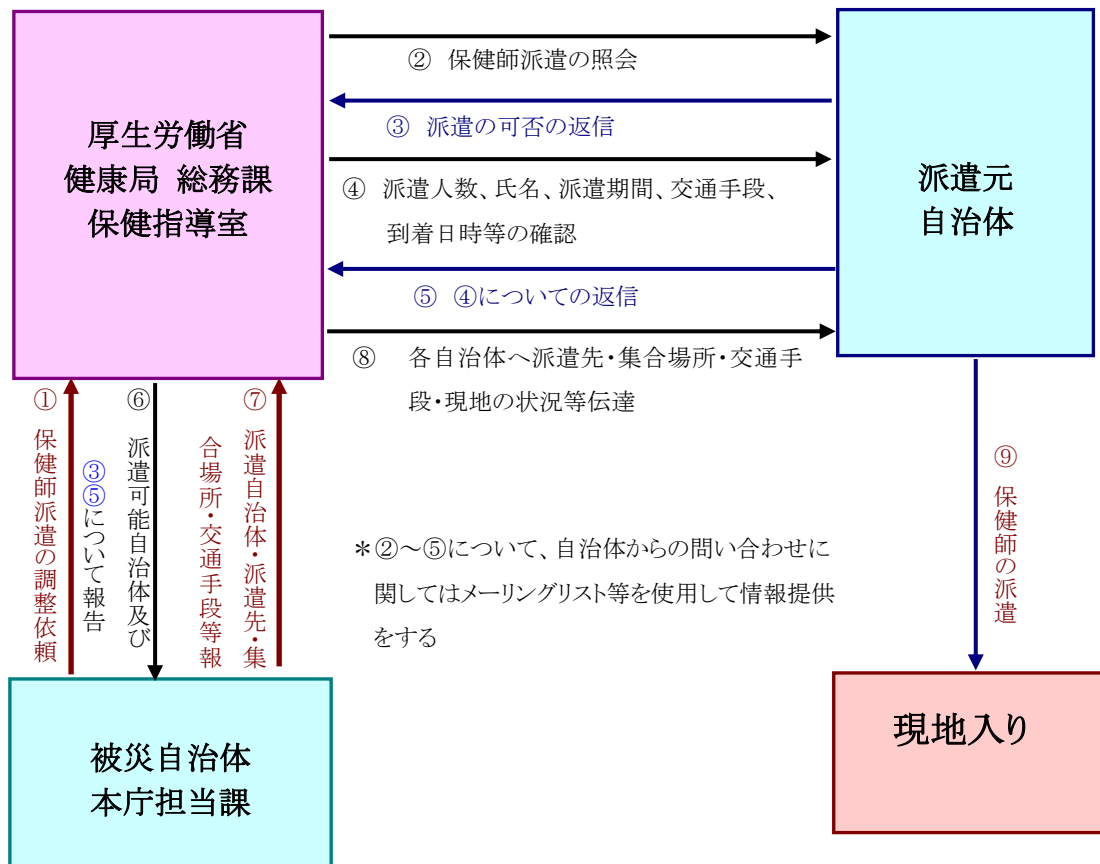 ② 保健師派遣の照会
③ 派遣の可否の返信
厚生労働省
健康局 総務課
保健指導室
④ 派遣人数、氏名、派遣期間、交通手段、
到着日時等の確認
派遣元
自治体
⑤ ④についての返信
⑧ 各自治体へ派遣先・集合場所・交通手
段・現地の状況等伝達
① 保健師派遣の調整依頼
⑥ 派遣可能自治体及び
③⑤について報告
⑦ 派遣自治体・派遣先・集
合場所・交通手段等報
⑨ 保健師の派遣
*②~⑤について、自治体からの問い合わせに
関してはメーリングリスト等を使用して情報提供
をする
被災自治体
本庁担当課
現地入り